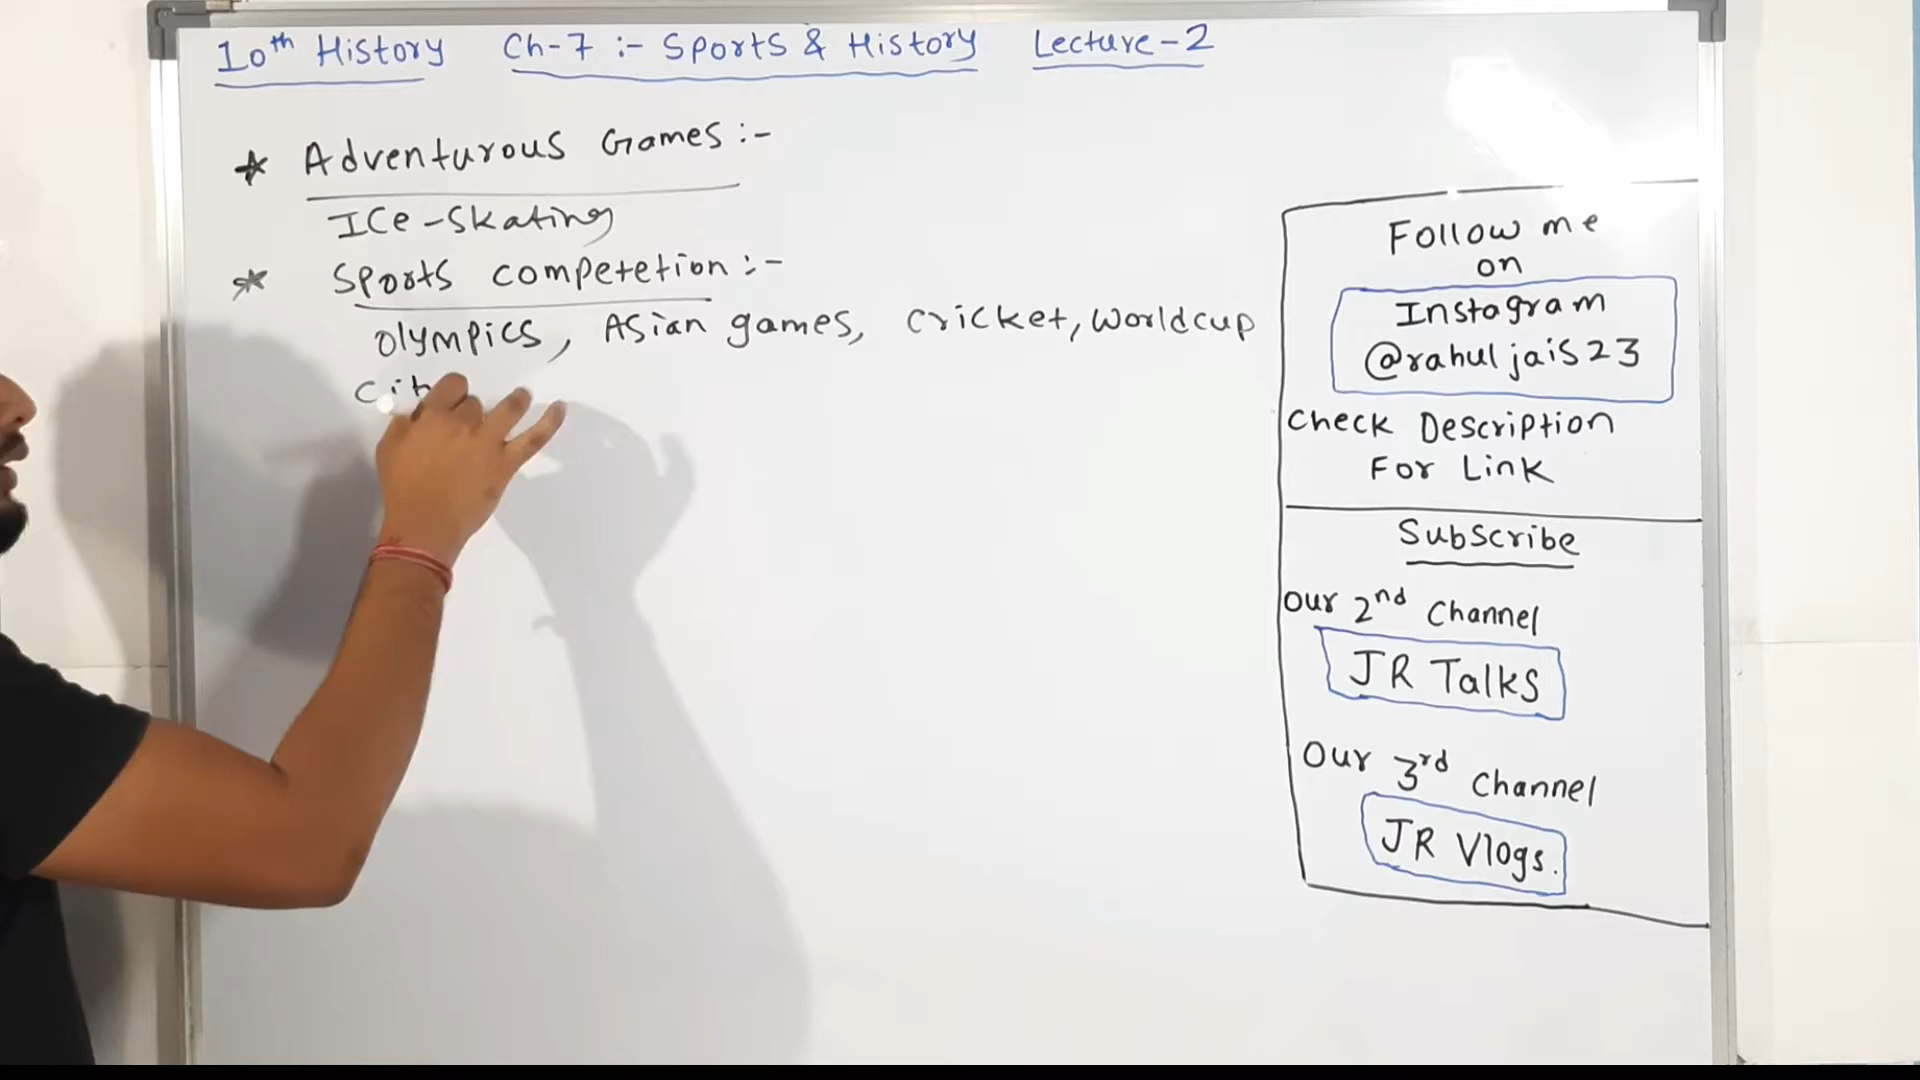 10th History Ch-7 :- Sports & History Lecture-2
* Adventurous Games :-
ICe-Skating
* Sports competetion :-
Olympics, Asian games, cricket, worldcup
Follow me
on
Instagram
@rahuljais23
Check Description
For Link
Subscribe
Our 2nd Channel
JR Talks
Our 3rd Channel
JR Vlogs.